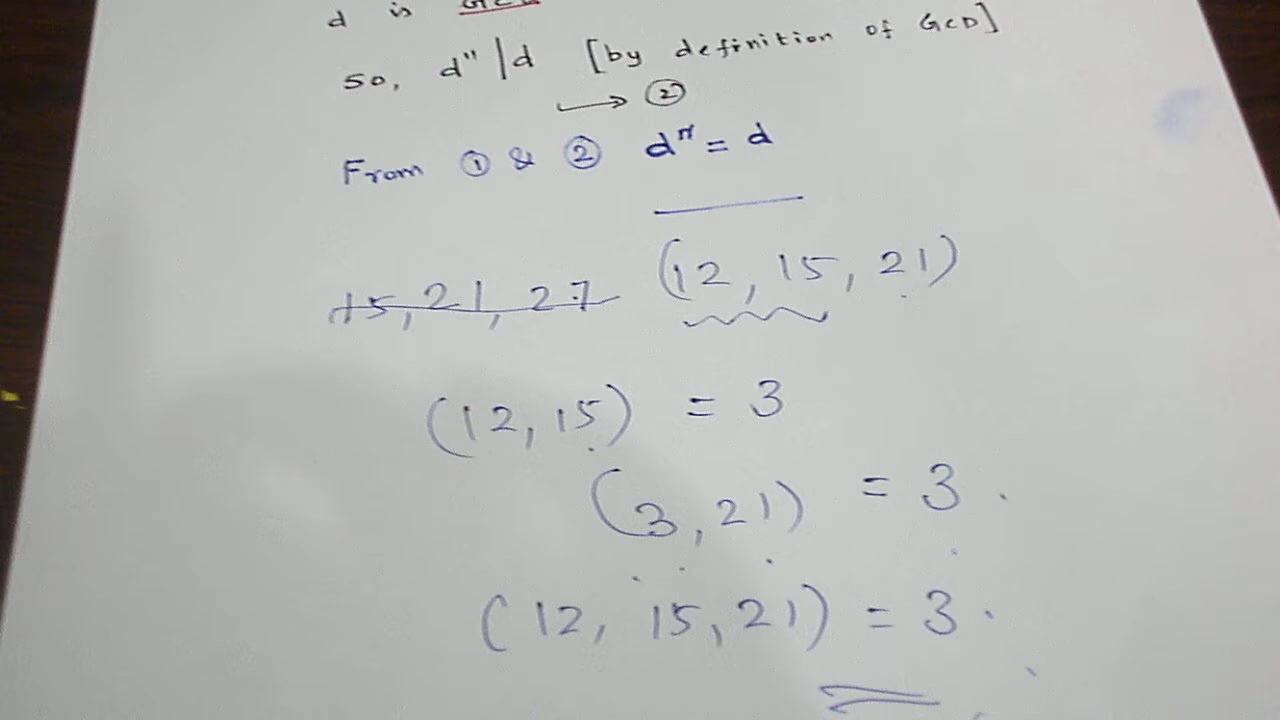 d is GCD
So, d" | d [by definition of GCD]
→ ②
From ① & ② d" = d
15, 21, 27 (12, 15, 21)
(12, 15) = 3
(3, 21) = 3.
(12, 15, 21) = 3.